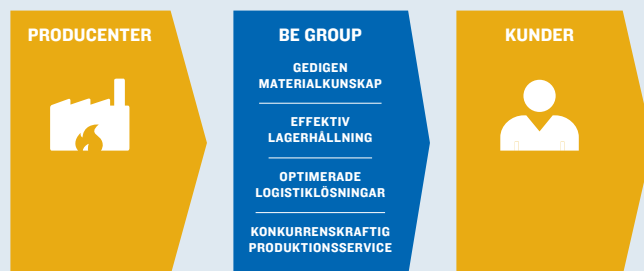 PRODUCENTER
BE GROUP
GEDIGEN
MATERIALKUNSKAP
EFFEKTIV
LAGERHÅLLNING
OPTIMERADE
LOGISTIKLÖSNINGAR
KONKURRENSKRAFTIG
PRODUKTIONSSERVICE
KUNDER